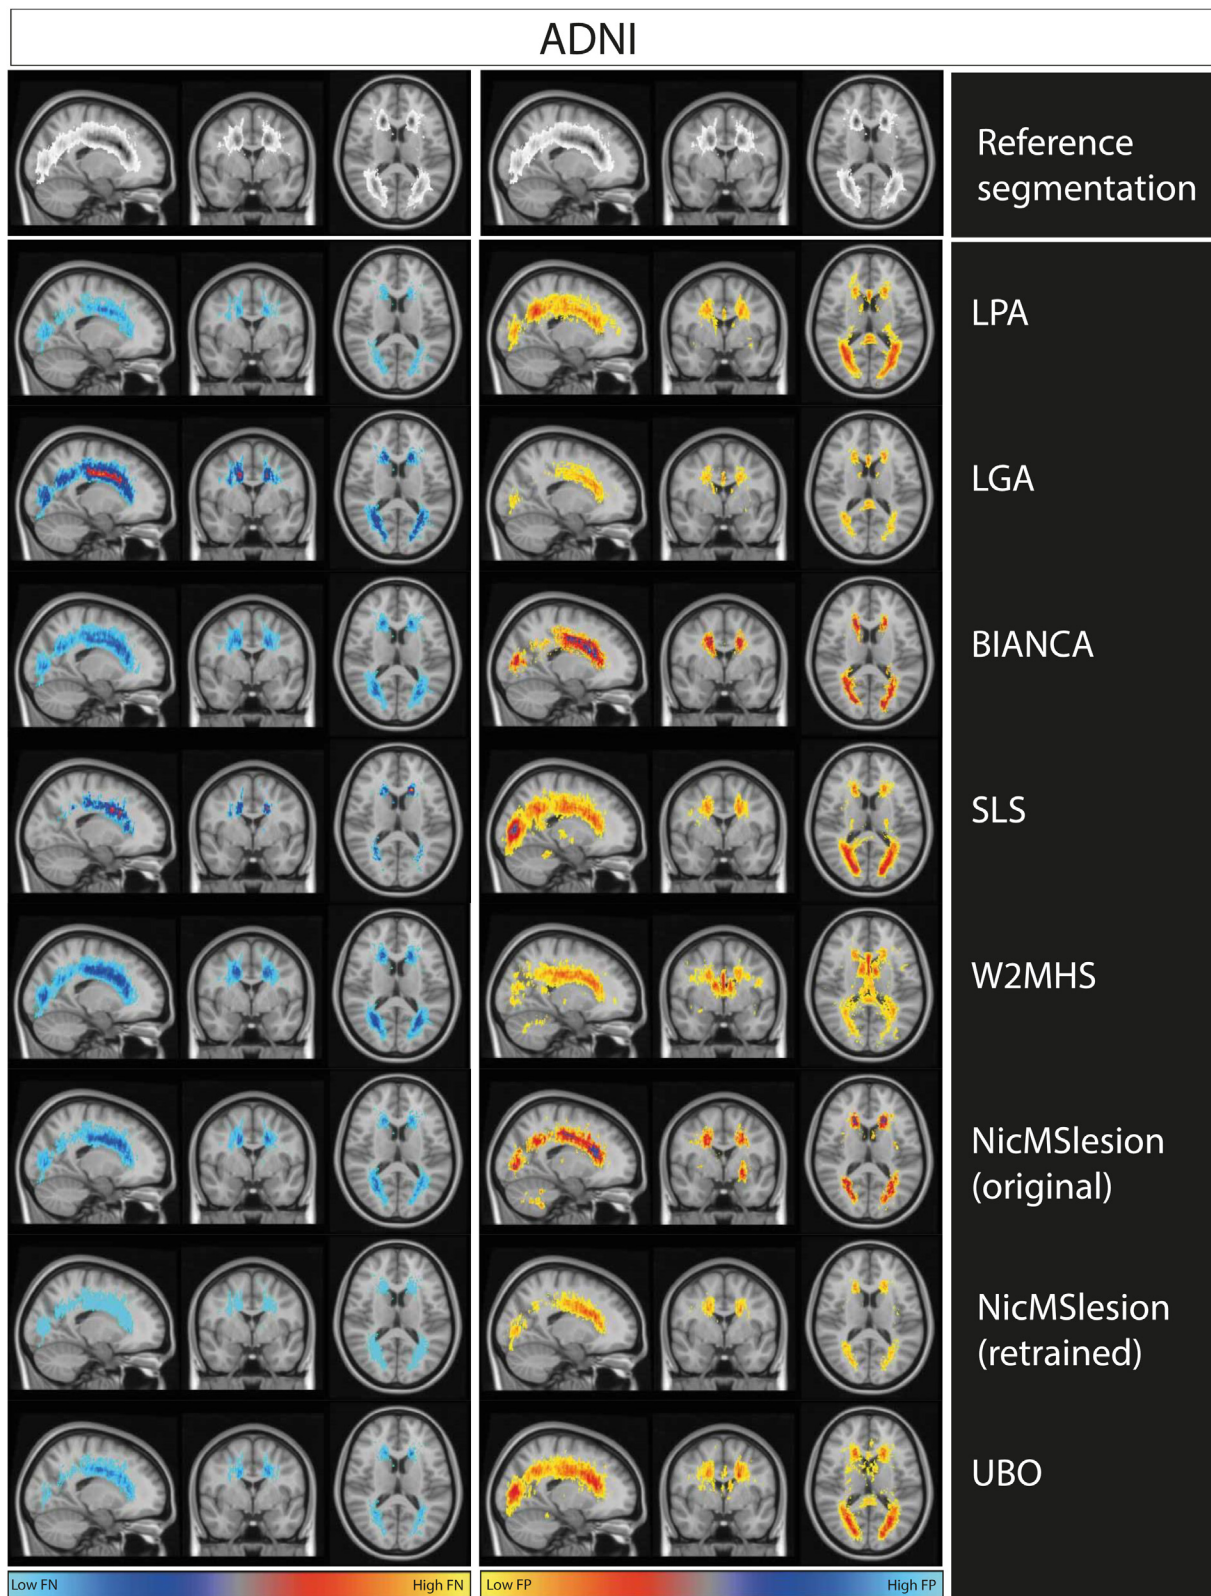 ADNI
Reference
segmentation
LPA
LGA
BIANCA
SLS
W2MHS
NicMSlesion
(original)
NicMSlesion
(retrained)
UBO
Low FN
High FN
Low FP
High FP